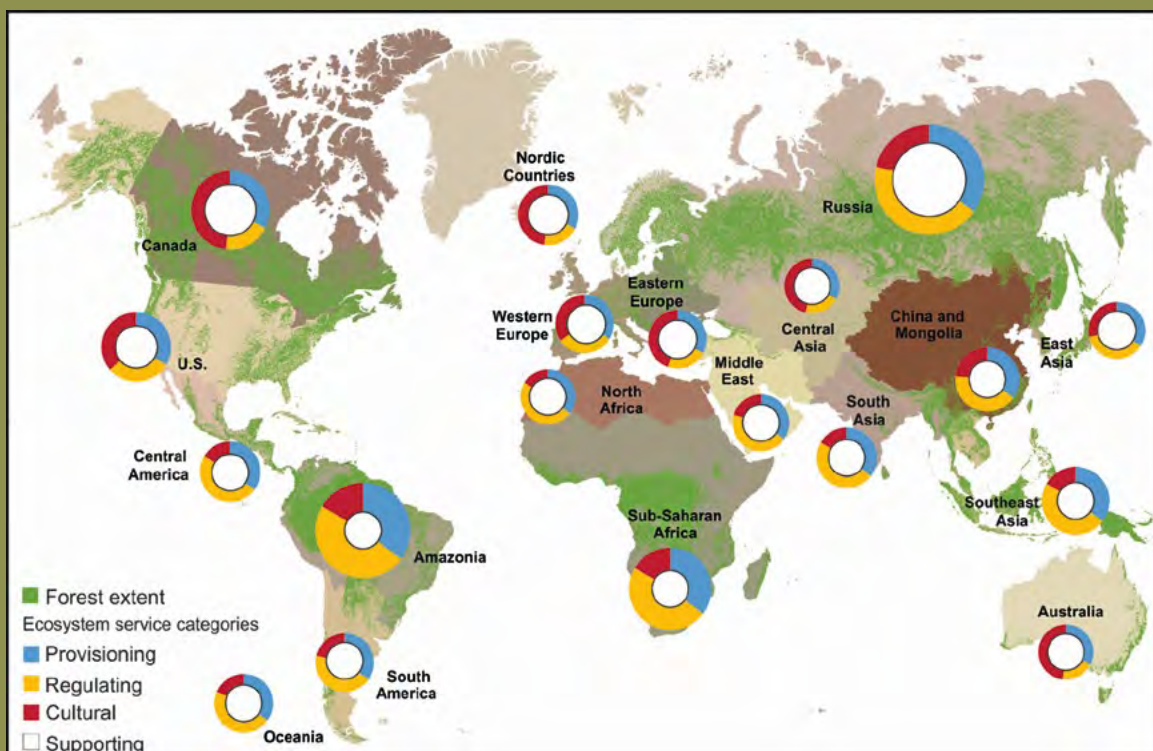 Nordic
Countries
Russia
Canada
Eastern
Europe
Western
Europe
Central
Asia
China and
Mongolia
East
Asia
U.S.
Middle
East
North
Africa
South
Asia
Central
America
Southeast
Asia
Sub-Saharan
Africa
Amazonia
Australia
South
America
Oceania
Forest extent
Ecosystem service categories
Provisioning
Regulating
Cultural
Supporting